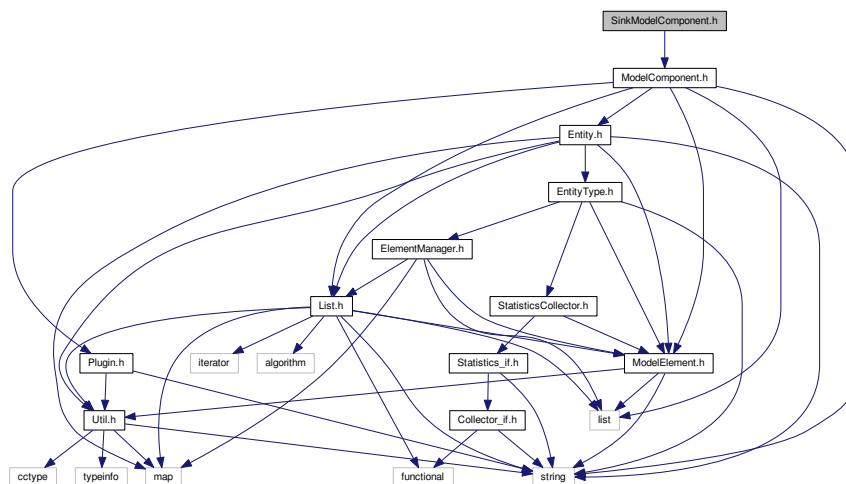 SinkModelComponent.h
ModelComponent.h
Entity.h
EntityType.h
ElementManager.h
List.h
StatisticsCollector.h
iterator
algorithm
Plugin.h
Statistics_if.h
ModelElement.h
Util.h
Collector_if.h
list
cctype
typeinfo
map
functional
string